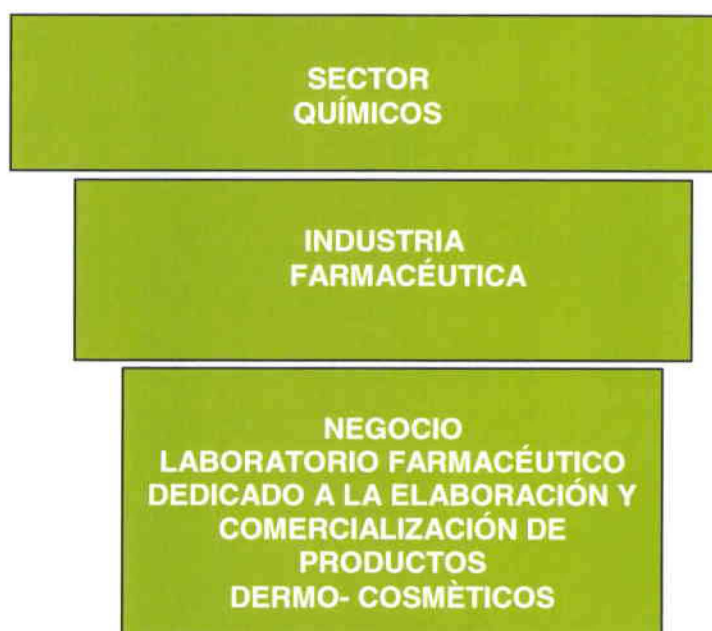 SECTOR
QUÍMICOS
INDUSTRIA
FARMACÉUTICA
NEGOCIO
LABORATORIO FARMACÉUTICO
DEDICADO A LA ELABORACIÓN Y
COMERCIALIZACIÓN DE
PRODUCTOS
DERMO- COSMÈTICOS